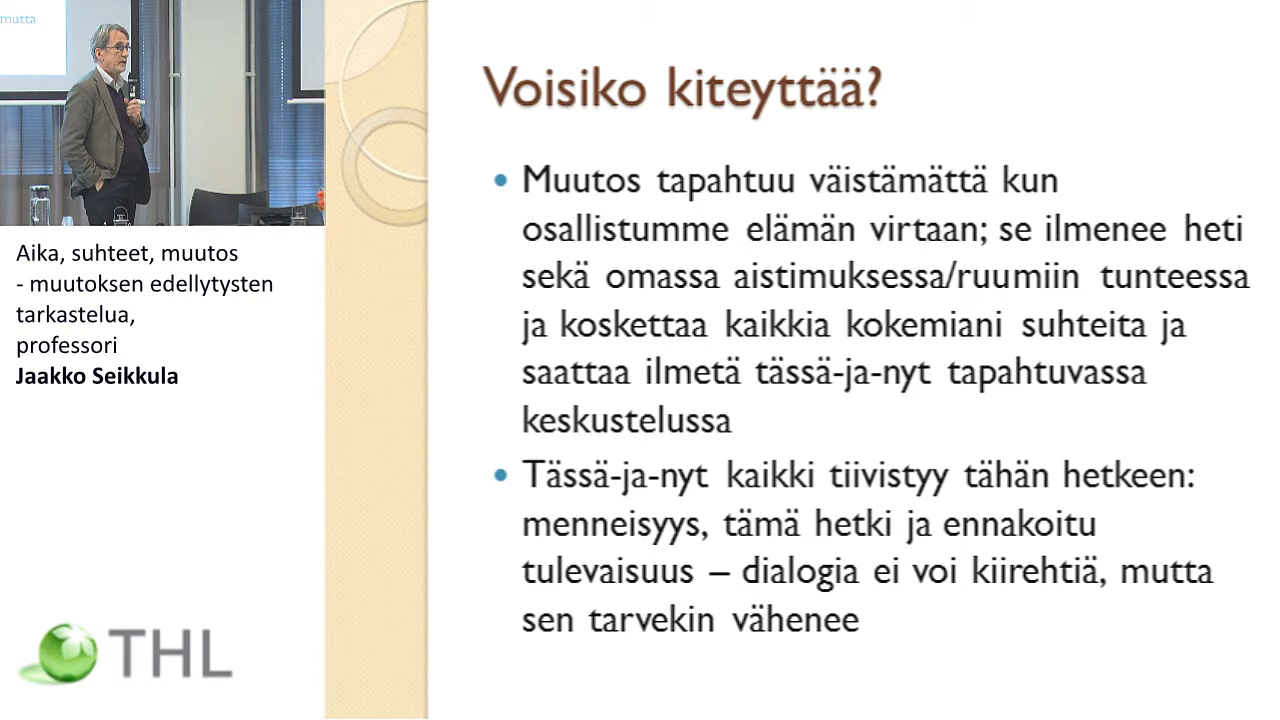 mutta
Aika, suhteet, muutos
- muutoksen edellytysten
tarkastelua,
professori
Jaakko Seikkula
THL
Voisiko kiteyttää?
• Muutos tapahtuu väistämättä kun
osallistumme elämän virtaan; se ilmenee heti
sekä omassa aistimuksessa/ruumiin tunteessa
ja koskettaa kaikkia kokemiani suhteita ja
saattaa ilmetä tässä-ja-nyt tapahtuvassa
keskustelussa
• Tässä-ja-nyt kaikki tiivistyy tähän hetkeen:
menneisyys, tämä hetki ja ennakoitu
tulevaisuus – dialogia ei voi kiirehtiä, mutta
sen tarvekin vähenee